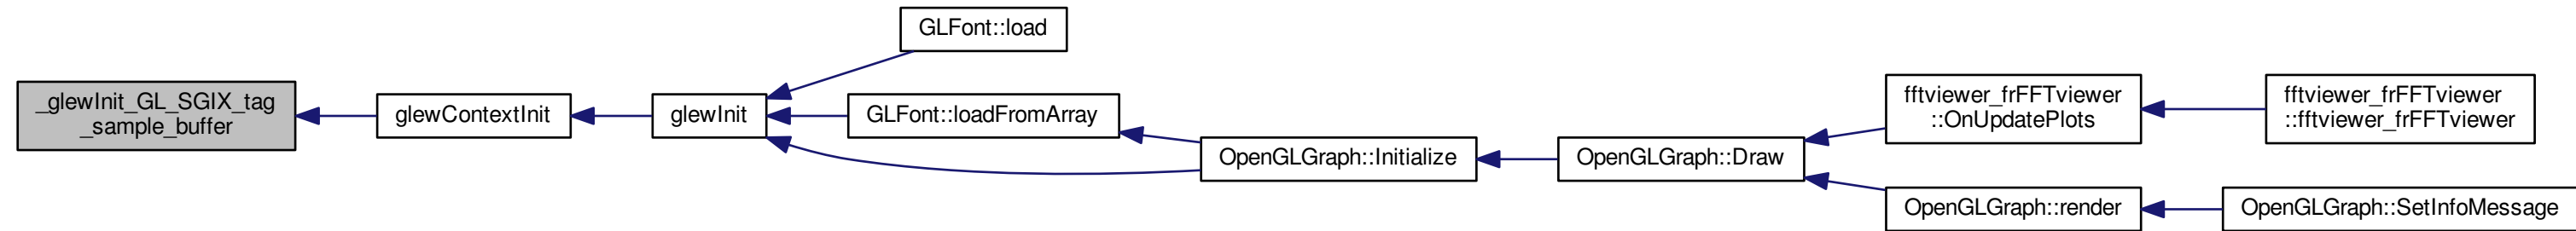 _glewInit_GL_SGIX_tag
_sample_buffer
glewContextInit
glewInit
GLFont::load
GLFont::loadFromArray
OpenGLGraph::Initialize
OpenGLGraph::Draw
fftviewer_frFFTviewer
::OnUpdatePlots
fftviewer_frFFTviewer
::fftviewer_frFFTviewer
OpenGLGraph::render
OpenGLGraph::SetInfoMessage